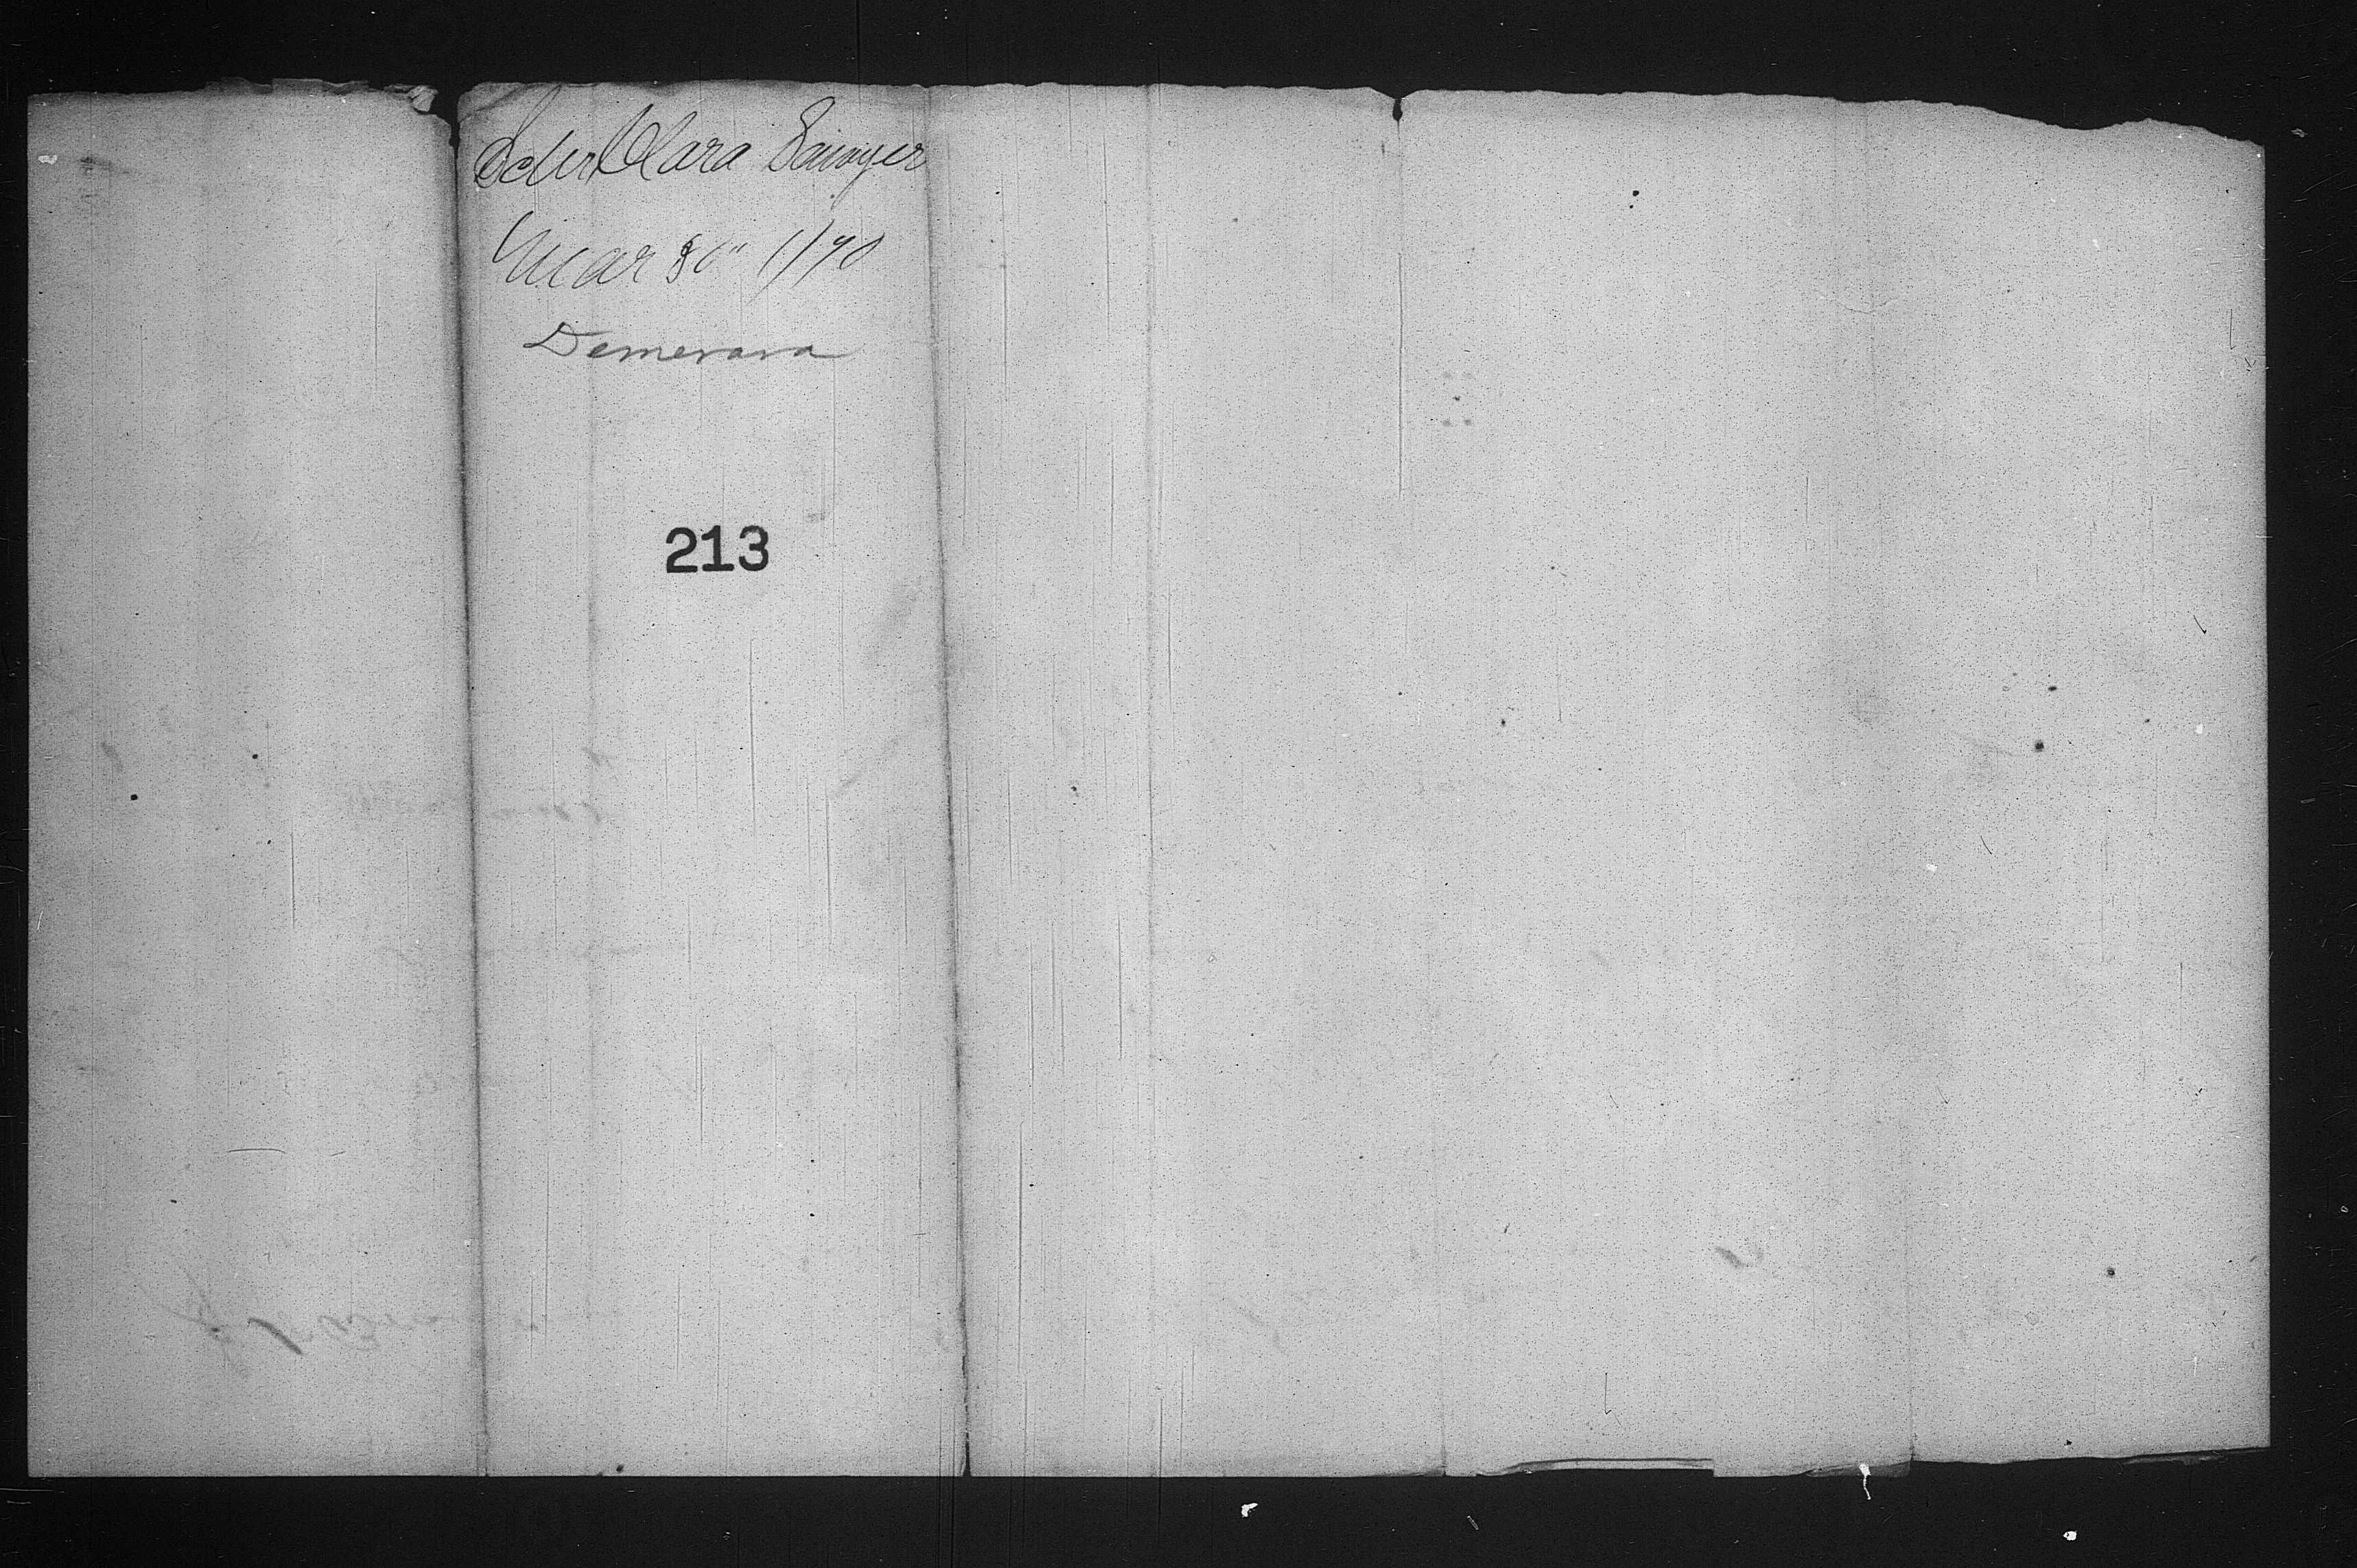 Schr Clara Sawyer
Mar 30" 1/90
Demerara
213